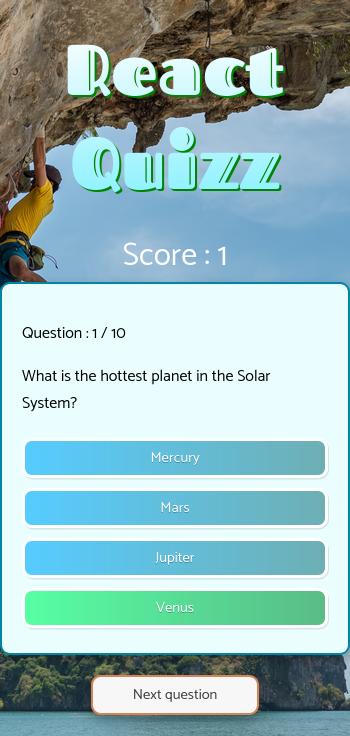 React
Quizz
Score : 1
Question : 1 / 10
What is the hottest planet in the Solar
System?
Mercury
Mars
Jupiter
Venus
Next question